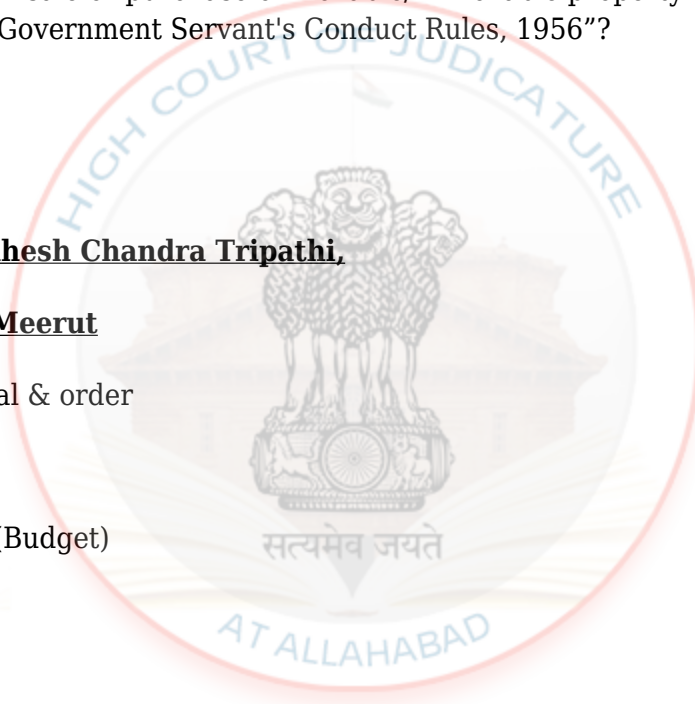 Government Servant's Conduct Rules, 1956”?
HIGH COURT OF JUDICATURE
hesh Chandra Tripathi,
Meerut
al & order
(Budget)
सत्यमेव जयते
AT ALLAHABAD